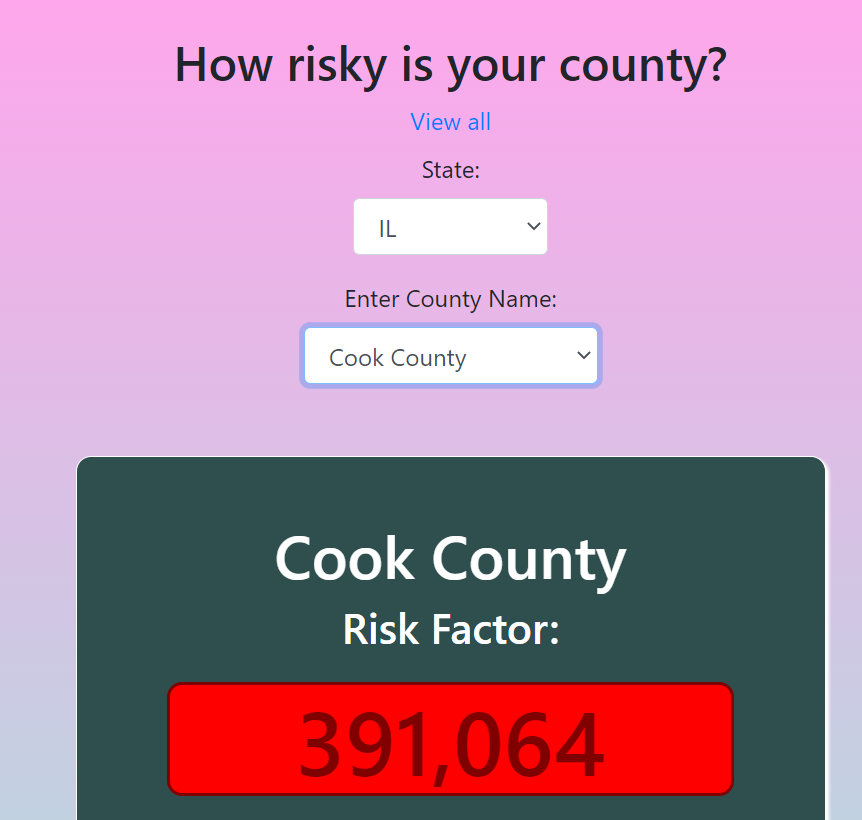 How risky is your county?
View all
State:
IL
Enter County Name:
Cook County
Cook County
Risk Factor:
391,064